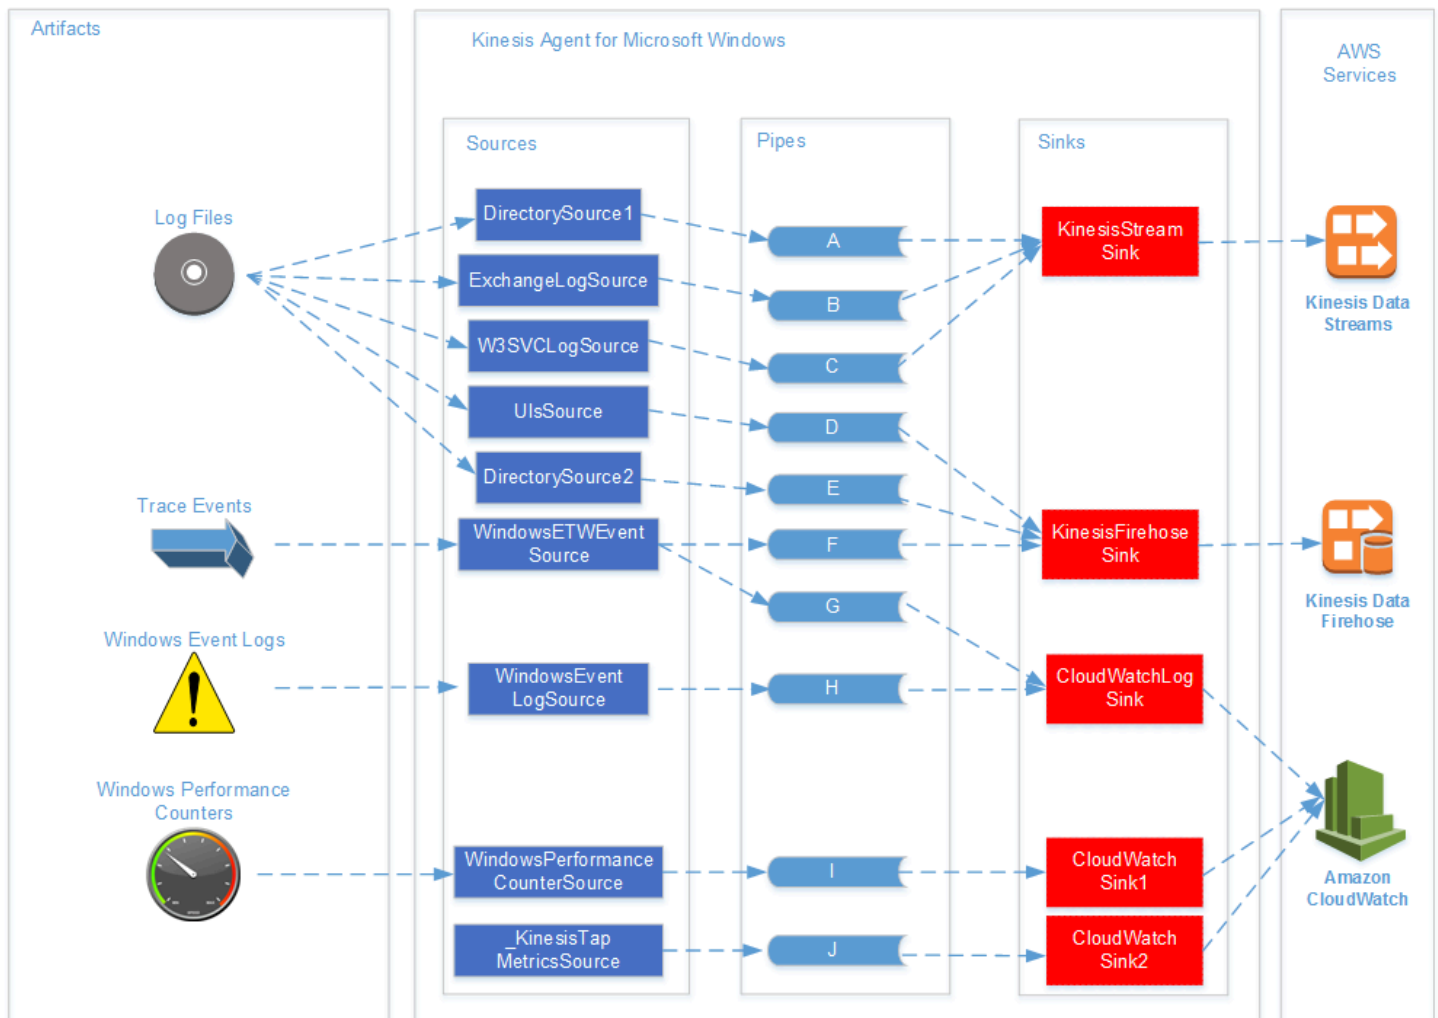 Artifacts
Kinesis Agent for Microsoft Windows
AWS
Services
Sources
Pipes
Sinks
Log Files
Trace Events
Windows Event Logs
Windows Performance
Counters
DirectorySource1
ExchangeLogSource
W3SVCLogSource
UlsSource
DirectorySource2
WindowsETWEvent
Source
WindowsEvent
LogSource
WindowsPerformance
CounterSource
_KinesisTap
MetricsSource
A
B
C
D
E
F
G
H
I
J
KinesisStream
Sink
KinesisFirehose
Sink
CloudWatchLog
Sink
CloudWatch
Sink1
CloudWatch
Sink2
Kinesis Data
Streams
Kinesis Data
Firehose
Amazon
CloudWatch